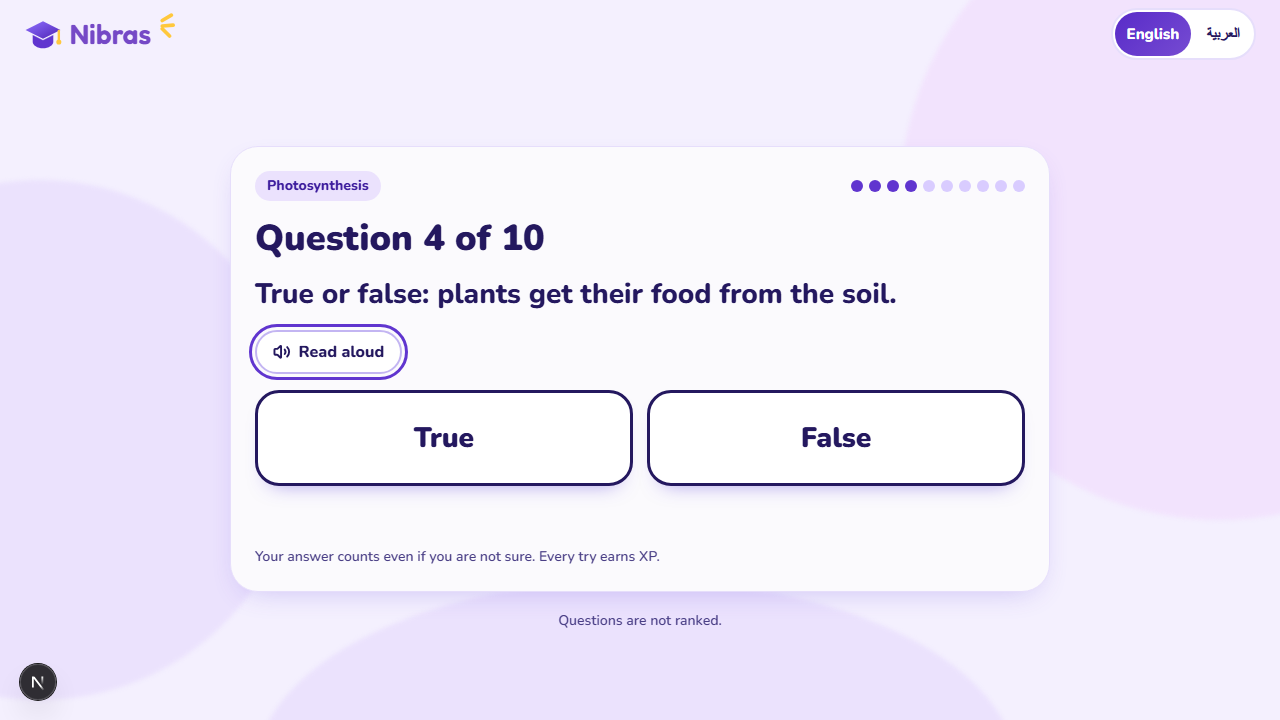 Nibras
English
العربية
Photosynthesis
Question 4 of 10
True or false: plants get their food from the soil.
Read aloud
True
False
Your answer counts even if you are not sure. Every try earns XP.
Questions are not ranked.
N